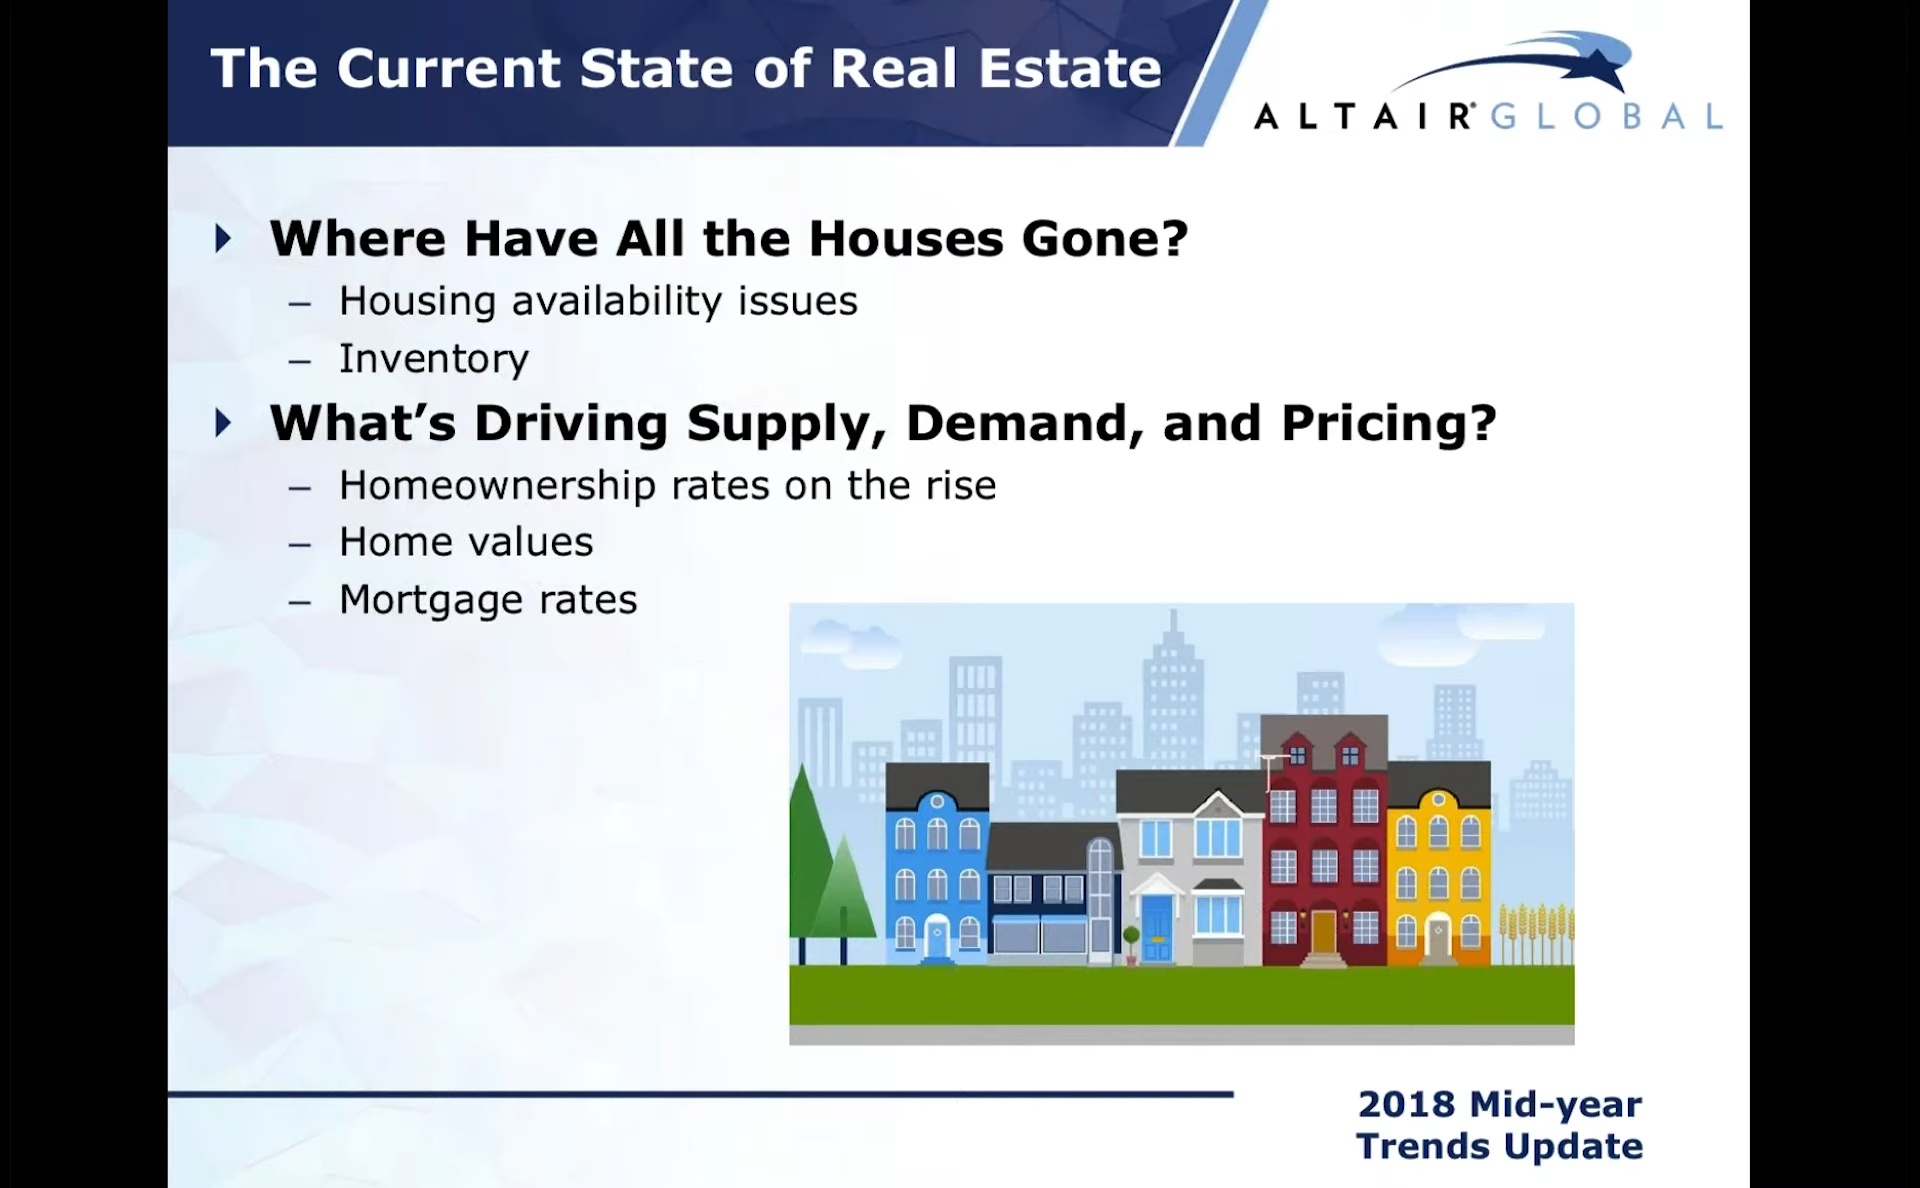 The Current State of Real Estate
ALTAIR® GLOBAL
Where Have All the Houses Gone?
– Housing availability issues
– Inventory
What’s Driving Supply, Demand, and Pricing?
– Homeownership rates on the rise
– Home values
– Mortgage rates
2018 Mid-year
Trends Update